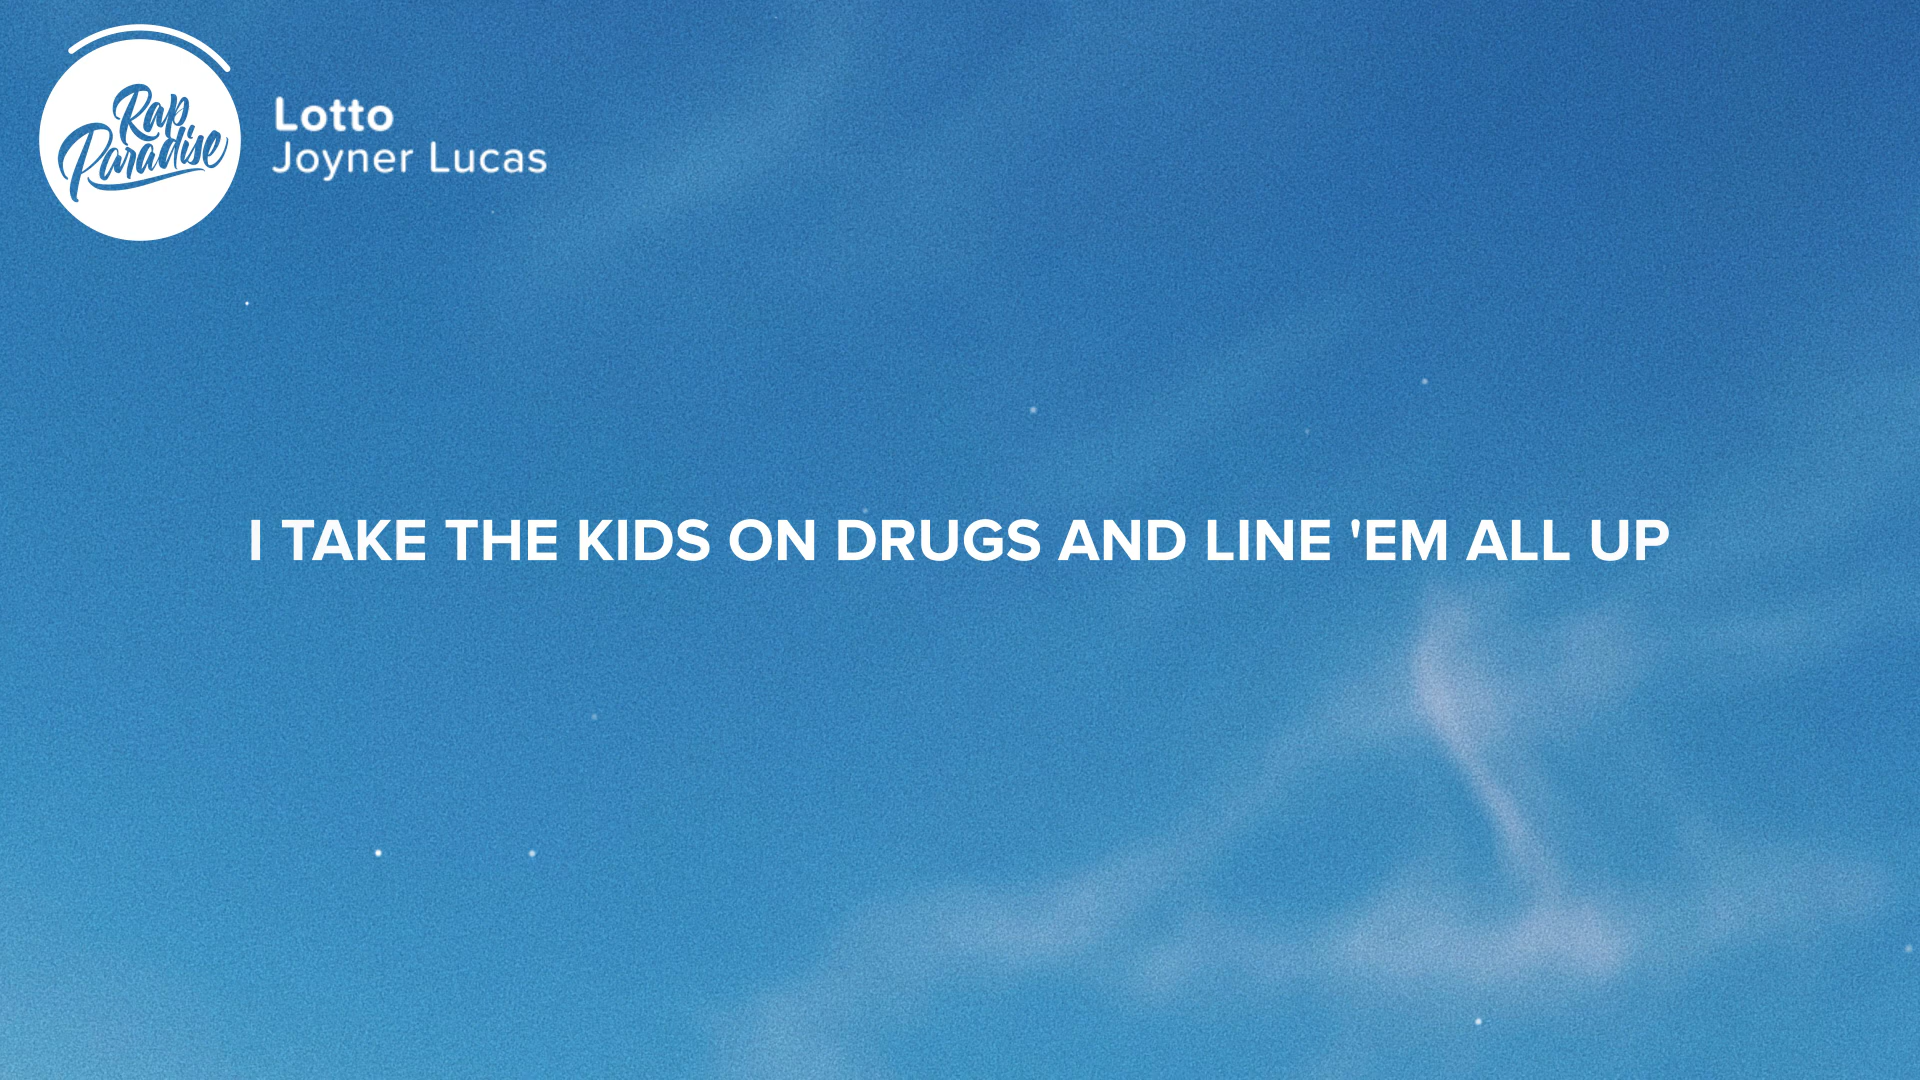 Rap
Paradise
Lotto
Joyner Lucas
I TAKE THE KIDS ON DRUGS AND LINE 'EM ALL UP